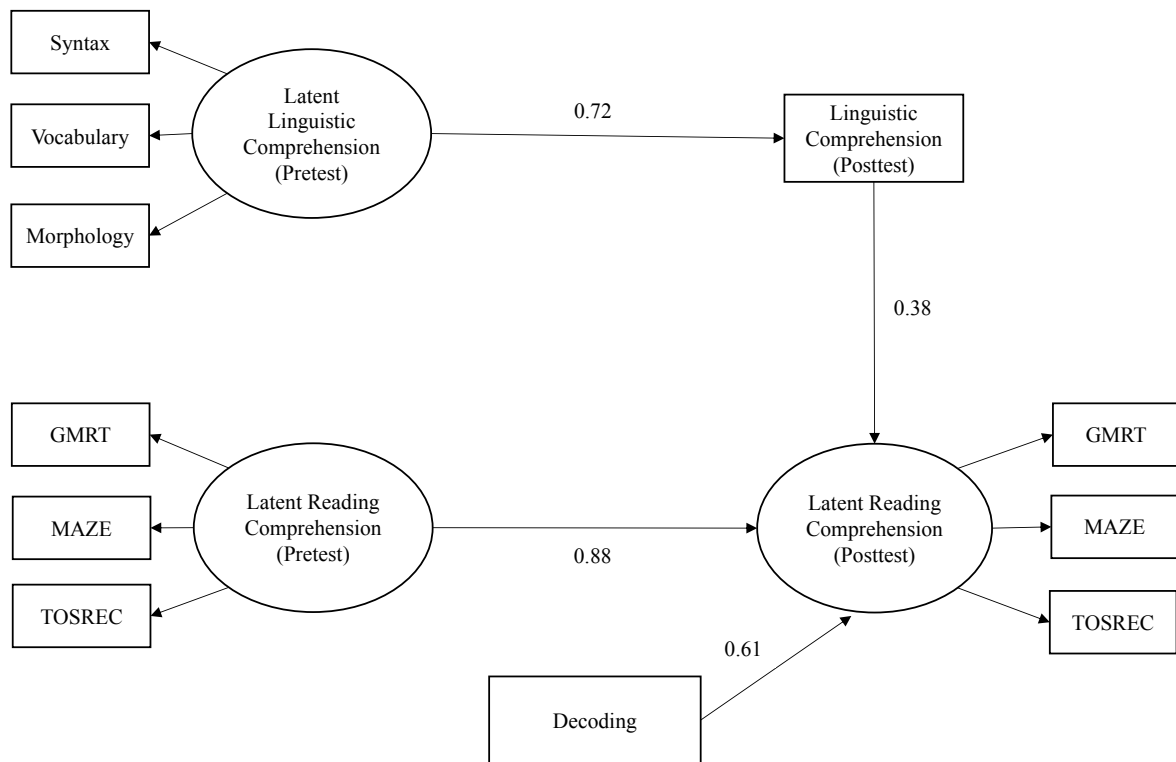 Syntax
Vocabulary
Morphology
Latent
Linguistic
Comprehension
(Pretest)
0.72
Linguistic
Comprehension
(Posttest)
0.38
GMRT
MAZE
TOSREC
Latent Reading
Comprehension
(Pretest)
0.88
Latent Reading
Comprehension
(Posttest)
GMRT
MAZE
TOSREC
0.61
Decoding